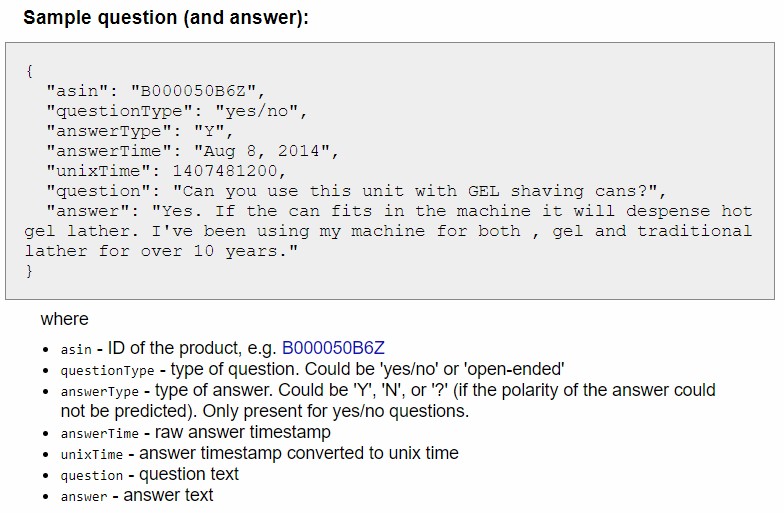 Sample question (and answer):
{
"asin": "B000050B6Z",
"questionType": "yes/no",
"answerType": "Y",
"answerTime": "Aug 8, 2014",
"unixTime": 1407481200,
"question": "Can you use this unit with GEL shaving cans?",
"answer": "Yes. If the can fits in the machine it will despense hot
gel lather. I've been using my machine for both , gel and traditional
lather for over 10 years."
}
where
• asin - ID of the product, e.g. B000050B6Z
• questionType - type of question. Could be 'yes/no' or 'open-ended'
• answerType - type of answer. Could be 'Y', 'N', or '?' (if the polarity of the answer could
not be predicted). Only present for yes/no questions.
• answerTime - raw answer timestamp
• unixTime - answer timestamp converted to unix time
• question - question text
• answer - answer text